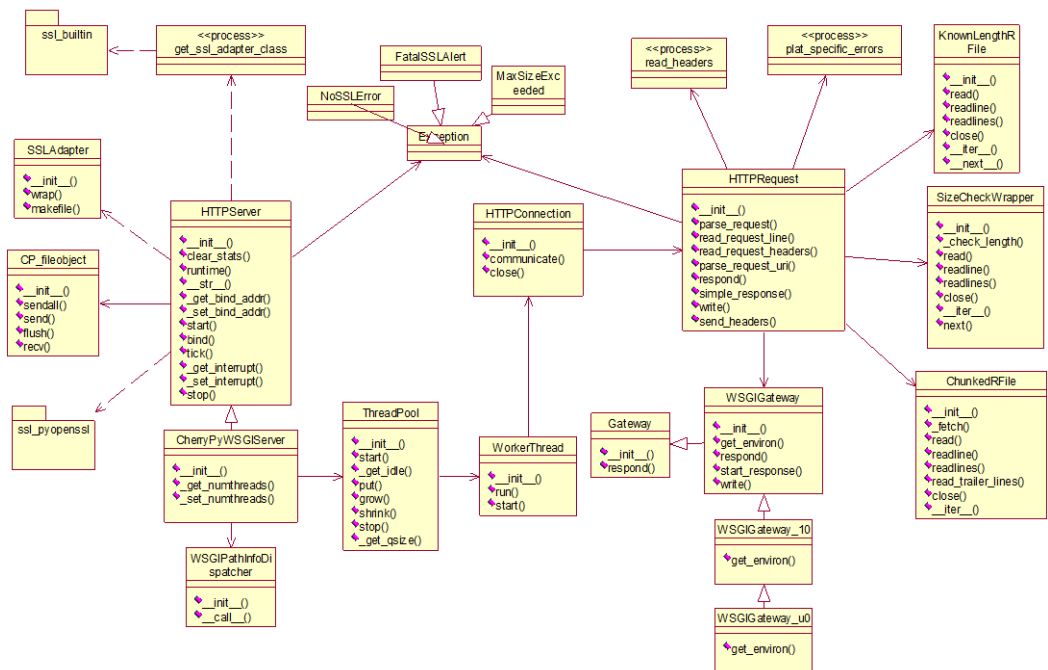 ssl_builtin
<<process>>
get_ssl_adapter_class
FatalSSLAlert
NoSSLError
MaxSizeExc
eeded
Exception
<<process>>
read_headers
<<process>>
plat_specific_errors
KnownLengthR
File
__init__()
read()
readline()
readlines()
close()
__iter__()
__next__()
SSLAdapter
__init__()
wrap()
makefile()
HTTPServer
__init__()
clear_stats()
runtime()
__str__()
_get_bind_addr()
_set_bind_addr()
start()
bind()
tick()
_get_interrupt()
_set_interrupt()
stop()
HTTPConnection
__init__()
communicate()
close()
HTTPRequest
__init__()
parse_request()
read_request_line()
read_request_headers()
parse_request_uri()
respond()
simple_response()
write()
send_headers()
SizeCheckWrapper
__init__()
_check_length()
read()
readline()
readlines()
close()
__iter__()
next()
CP_fileobject
__init__()
sendall()
send()
flush()
recv()
ssl_pyopenssl
CherryPyWSGIServer
__init__()
_get_numthreads()
_set_numthreads()
ThreadPool
__init__()
start()
_get_idle()
put()
grow()
shrink()
stop()
_get_qsize()
WorkerThread
__init__()
run()
start()
Gateway
__init__()
respond()
WSGIGateway
__init__()
get_environ()
respond()
start_response()
write()
ChunkedRFile
__init__()
_fetch()
read()
readline()
readlines()
read_trailer_lines()
close()
__iter__()
WSGIPathInfoDi
spatcher
__init__()
__call__()
WSGIGateway_10
get_environ()
WSGIGateway_u0
get_environ()